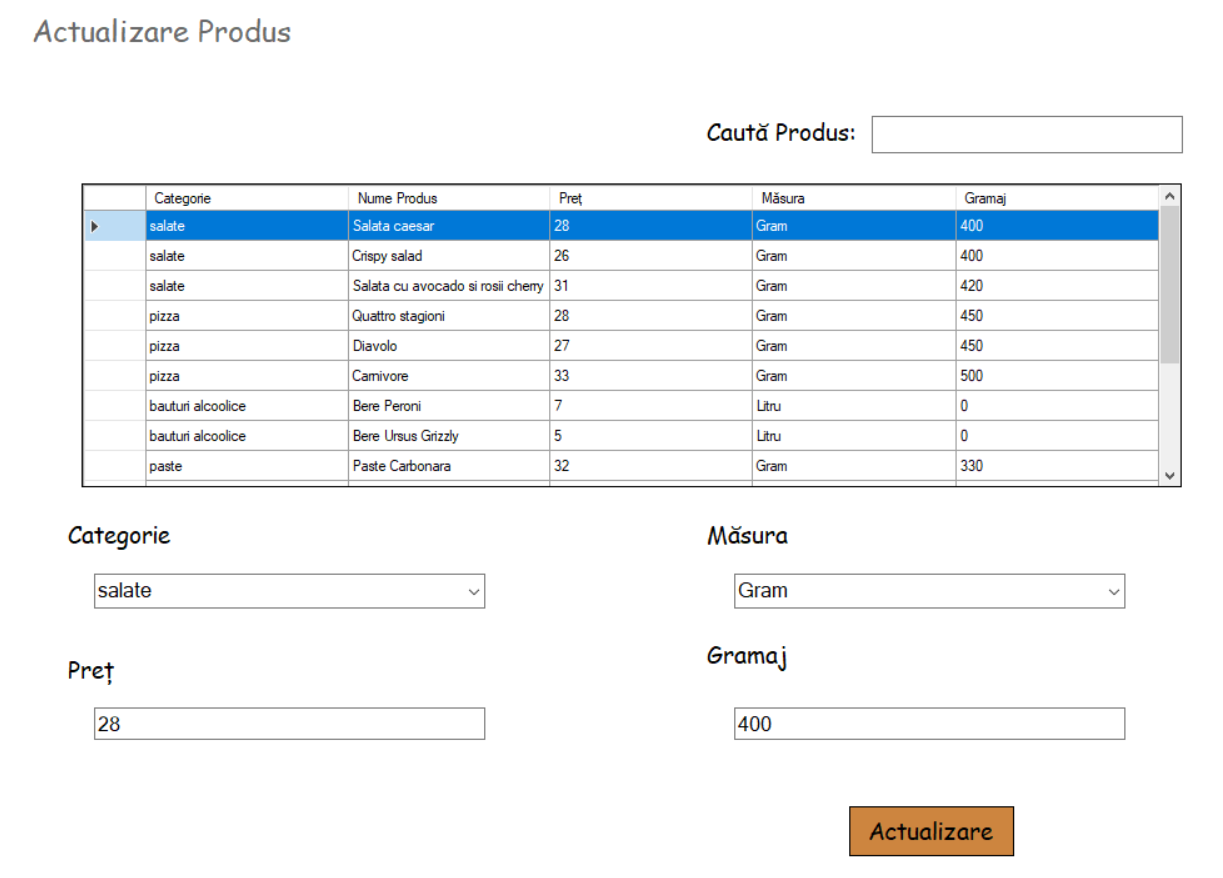 Actualizare Produs
Caută Produs:
Categorie Nume Produs Preț Măsura Gramaj
salate Salata caesar 28 Gram 400
salate Crispy salad 26 Gram 400
salate Salata cu avocado si rosii cherry 31 Gram 420
pizza Quattro stagioni 28 Gram 450
pizza Diavolo 27 Gram 450
pizza Carnivore 33 Gram 500
bauturi alcoolice Bere Peroni 7 Litru 0
bauturi alcoolice Bere Ursus Grizzly 5 Litru 0
paste Paste Carbonara 32 Gram 330
Categorie Măsura
salate Gram
Preț Gramaj
28 400
Actualizare